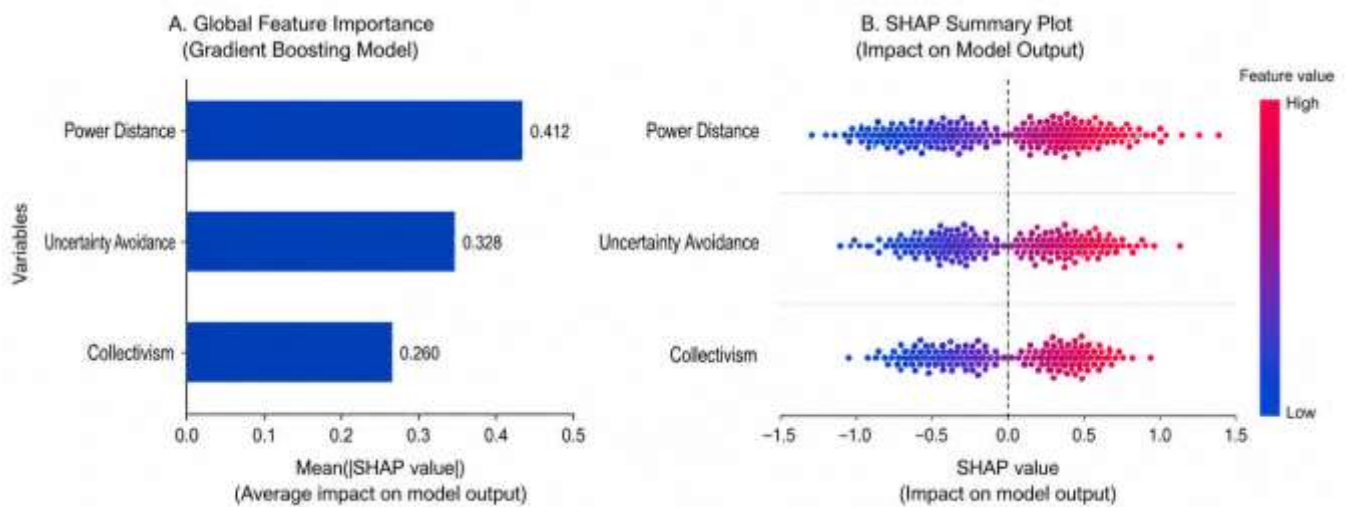 A. Global Feature Importance
(Gradient Boosting Model)
Variables
Power Distance
0.412
Uncertainty Avoidance
0.328
Collectivism
0.260
0.0 0.1 0.2 0.3 0.4 0.5
Mean(|SHAP value|)
(Average impact on model output)
B. SHAP Summary Plot
(Impact on Model Output)
Power Distance
Uncertainty Avoidance
Collectivism
−1.5 −1.0 −0.5 0.0 0.5 1.0 1.5
SHAP value
(Impact on model output)
Feature value
High
Low